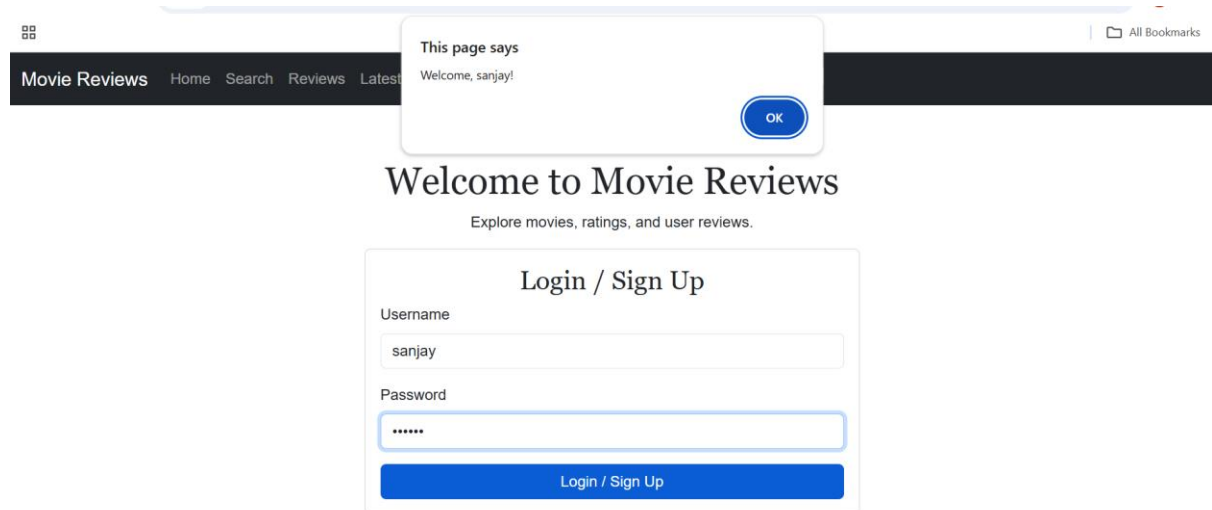 All Bookmarks
This page says
Welcome, sanjay!
OK
Movie Reviews Home Search Reviews Latest
Welcome to Movie Reviews
Explore movies, ratings, and user reviews.
Login / Sign Up
Username
sanjay
Password
••••••
Login / Sign Up